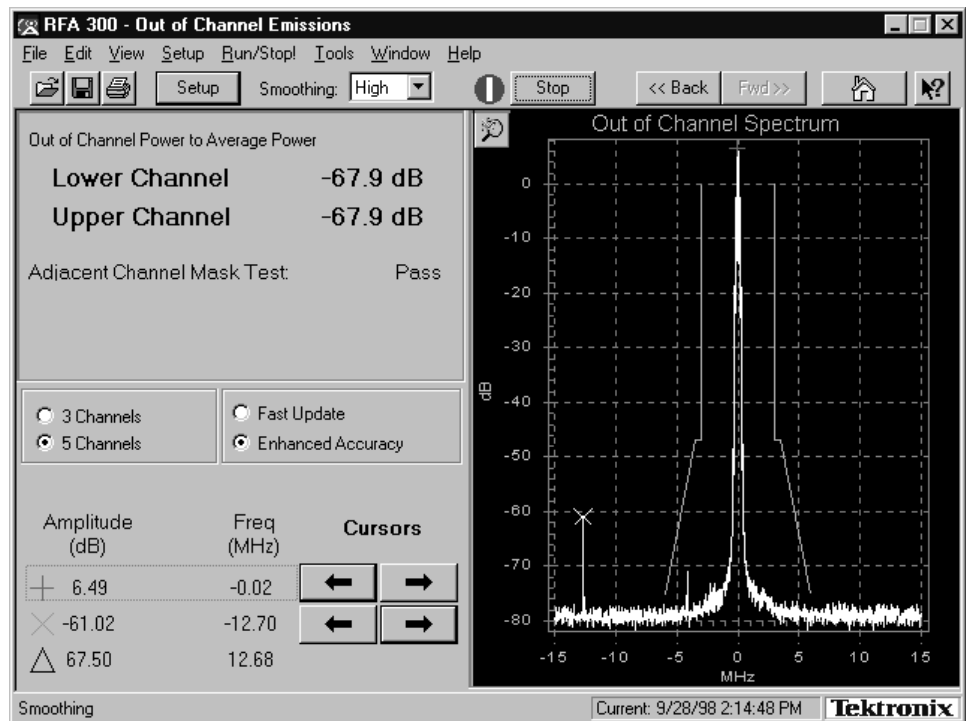 RFA 300 - Out of Channel Emissions
File Edit View Setup Run/Stop! Tools Window Help
Setup Smoothing: High Stop << Back Fwd >>
Out of Channel Power to Average Power
Lower Channel -67.9 dB
Upper Channel -67.9 dB
Adjacent Channel Mask Test: Pass
3 Channels
5 Channels
Fast Update
Enhanced Accuracy
Amplitude (dB) Freq (MHz) Cursors
6.49 -0.02
-61.02 -12.70
67.50 12.68
Out of Channel Spectrum
0
-10
-20
-30
dB
-40
-50
-60
-70
-80
-15 -10 -5 0 5 10 15
MHz
Smoothing Current: 9/28/98 2:14:48 PM Tektronix